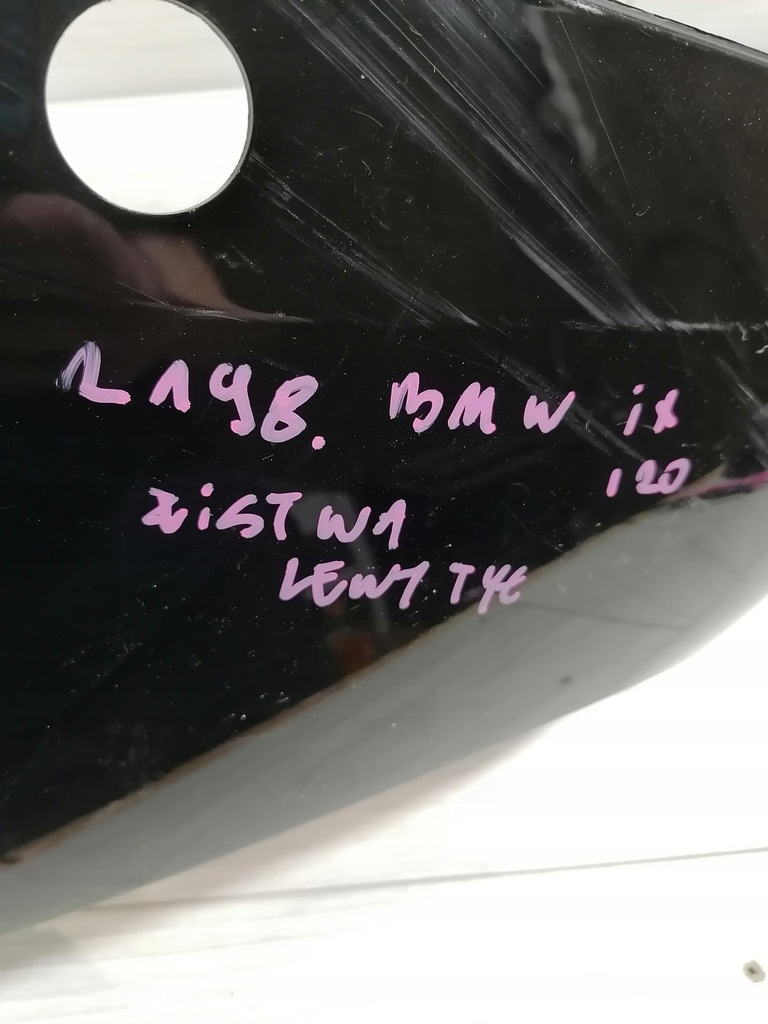 L198. BMW ix
120
LISTWA
LEWY TYŁ